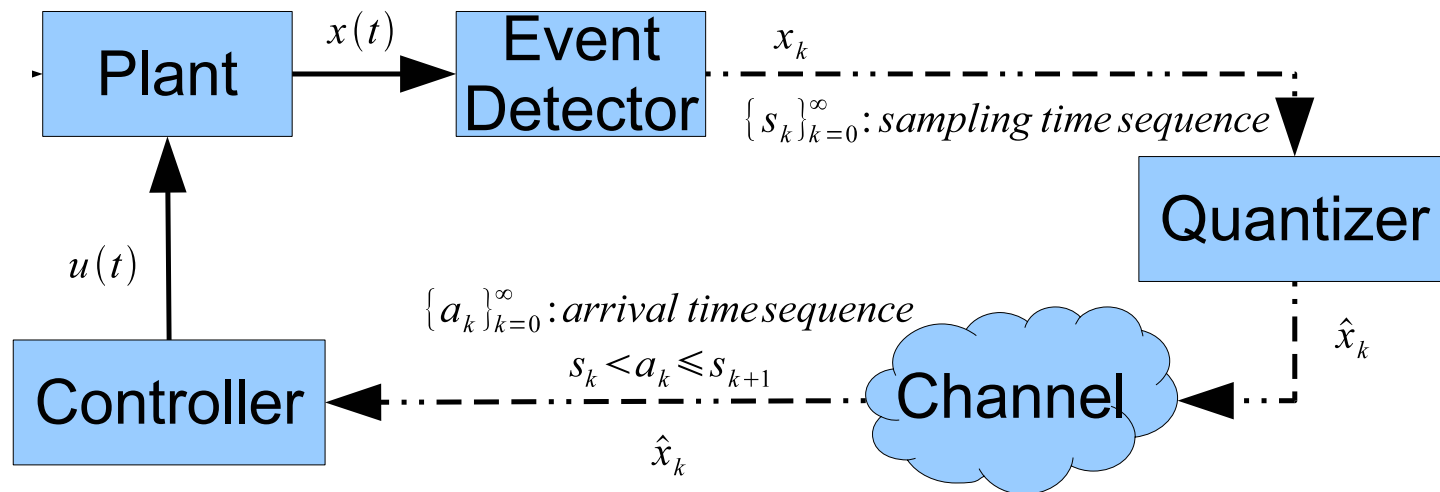 Plant
x(t)
Event
Detector
x_k
{s_k}_{k=0}^∞: sampling time sequence
Quantizer
u(t)
{a_k}_{k=0}^∞: arrival time sequence
s_k < a_k ⩽ s_{k+1}
x̂_k
Controller
Channel
x̂_k